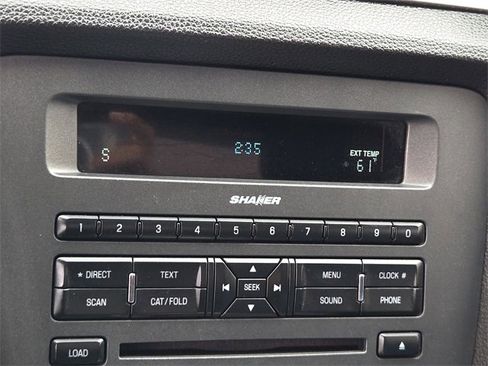 S
2:35
EXT TEMP
61°
SHAKER
1 2 3 4 5 6 7 8 9 0
* DIRECT TEXT MENU CLOCK #
SCAN CAT/FOLD SEEK SOUND PHONE
LOAD